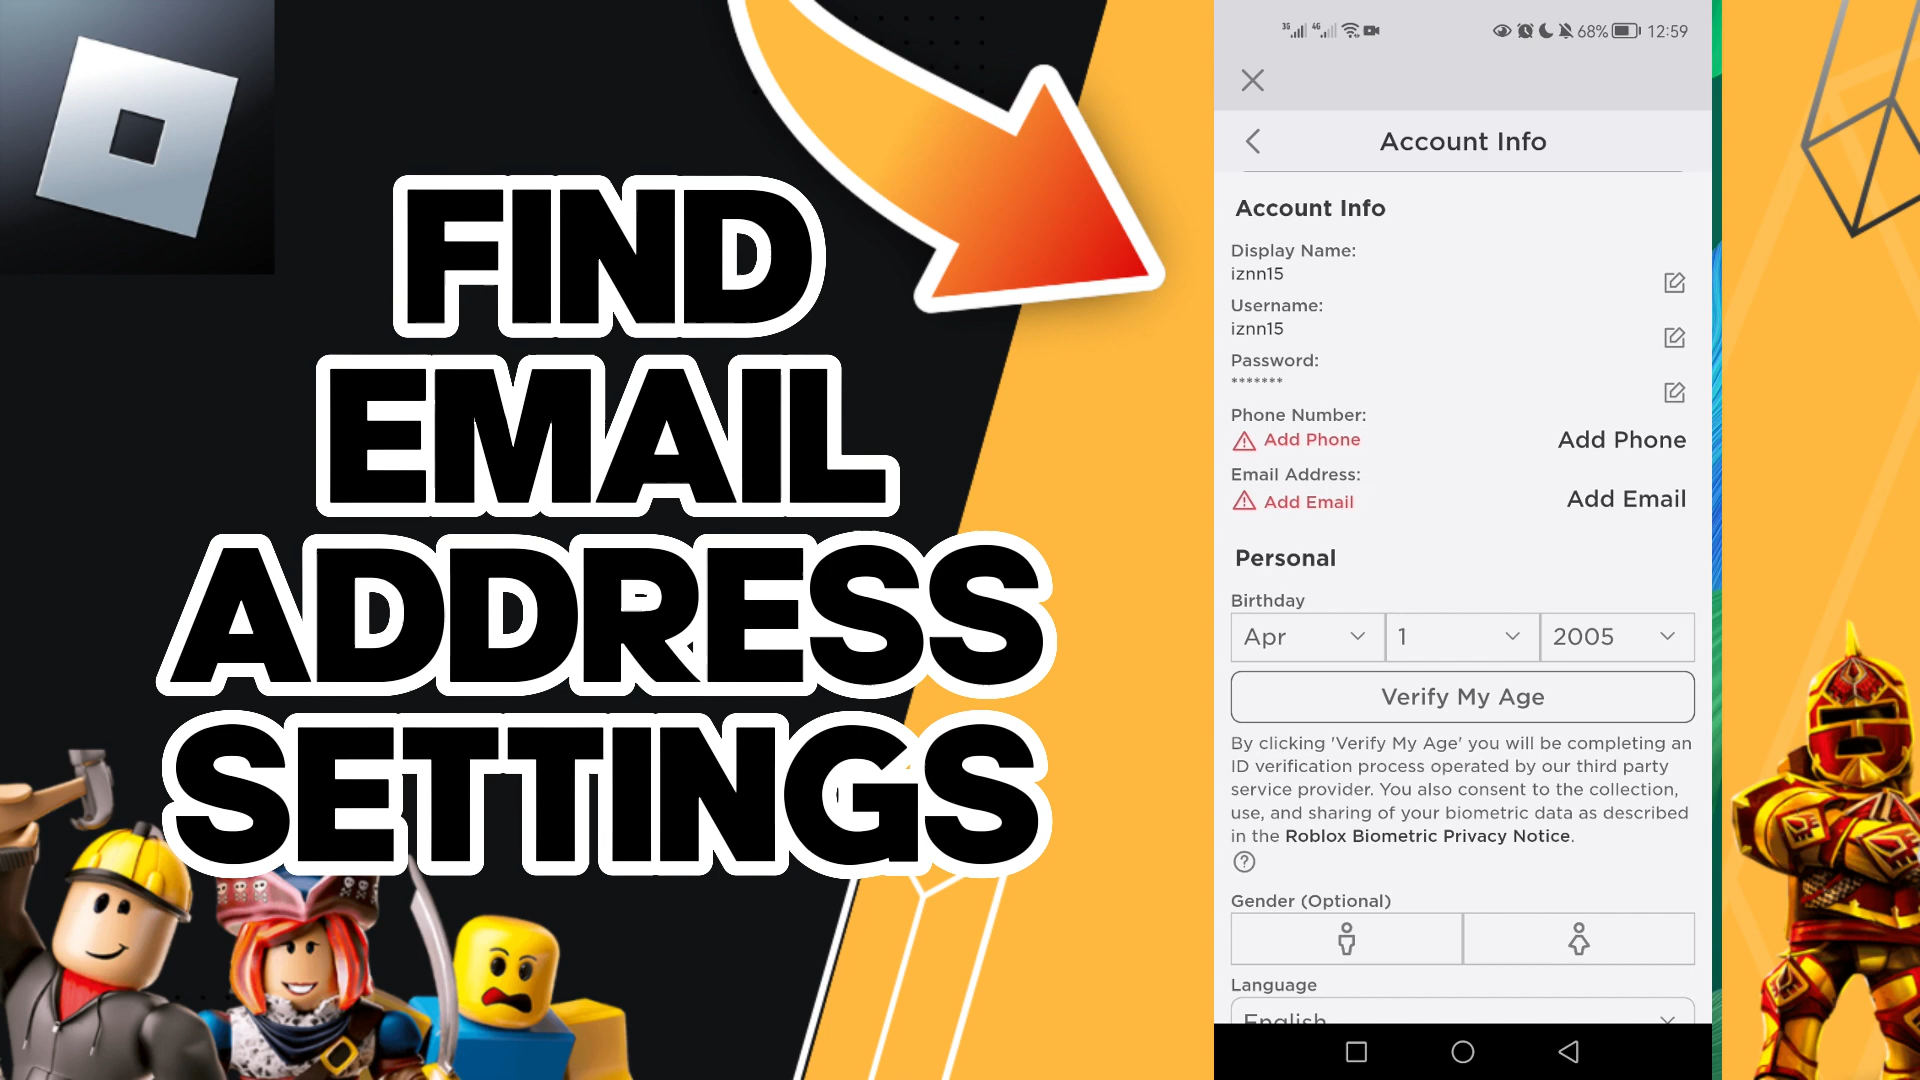 FIND
EMAIL
ADDRESS
SETTINGS
3G 4G 68% 12:59
Account Info
Account Info
Display Name:
iznn15
Username:
iznn15
Password:
*******
Phone Number:
Add Phone Add Phone
Email Address:
Add Email Add Email
Personal
Birthday
Apr 1 2005
Verify My Age
By clicking 'Verify My Age' you will be completing an
ID verification process operated by our third party
service provider. You also consent to the collection,
use, and sharing of your biometric data as described
in the Roblox Biometric Privacy Notice.
Gender (Optional)
Language
English